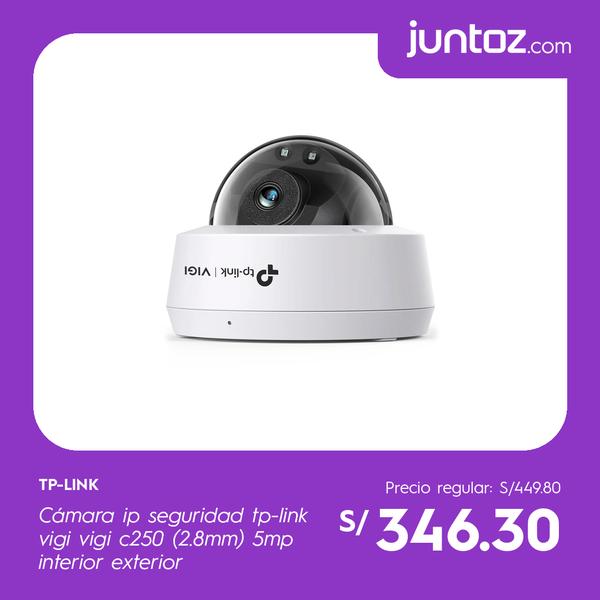 juntoz.com
tp-link | VIGI
TP-LINK
Cámara ip seguridad tp-link
vigi vigi c250 (2.8mm) 5mp
interior exterior
Precio regular: S/449.80
S/ 346.30